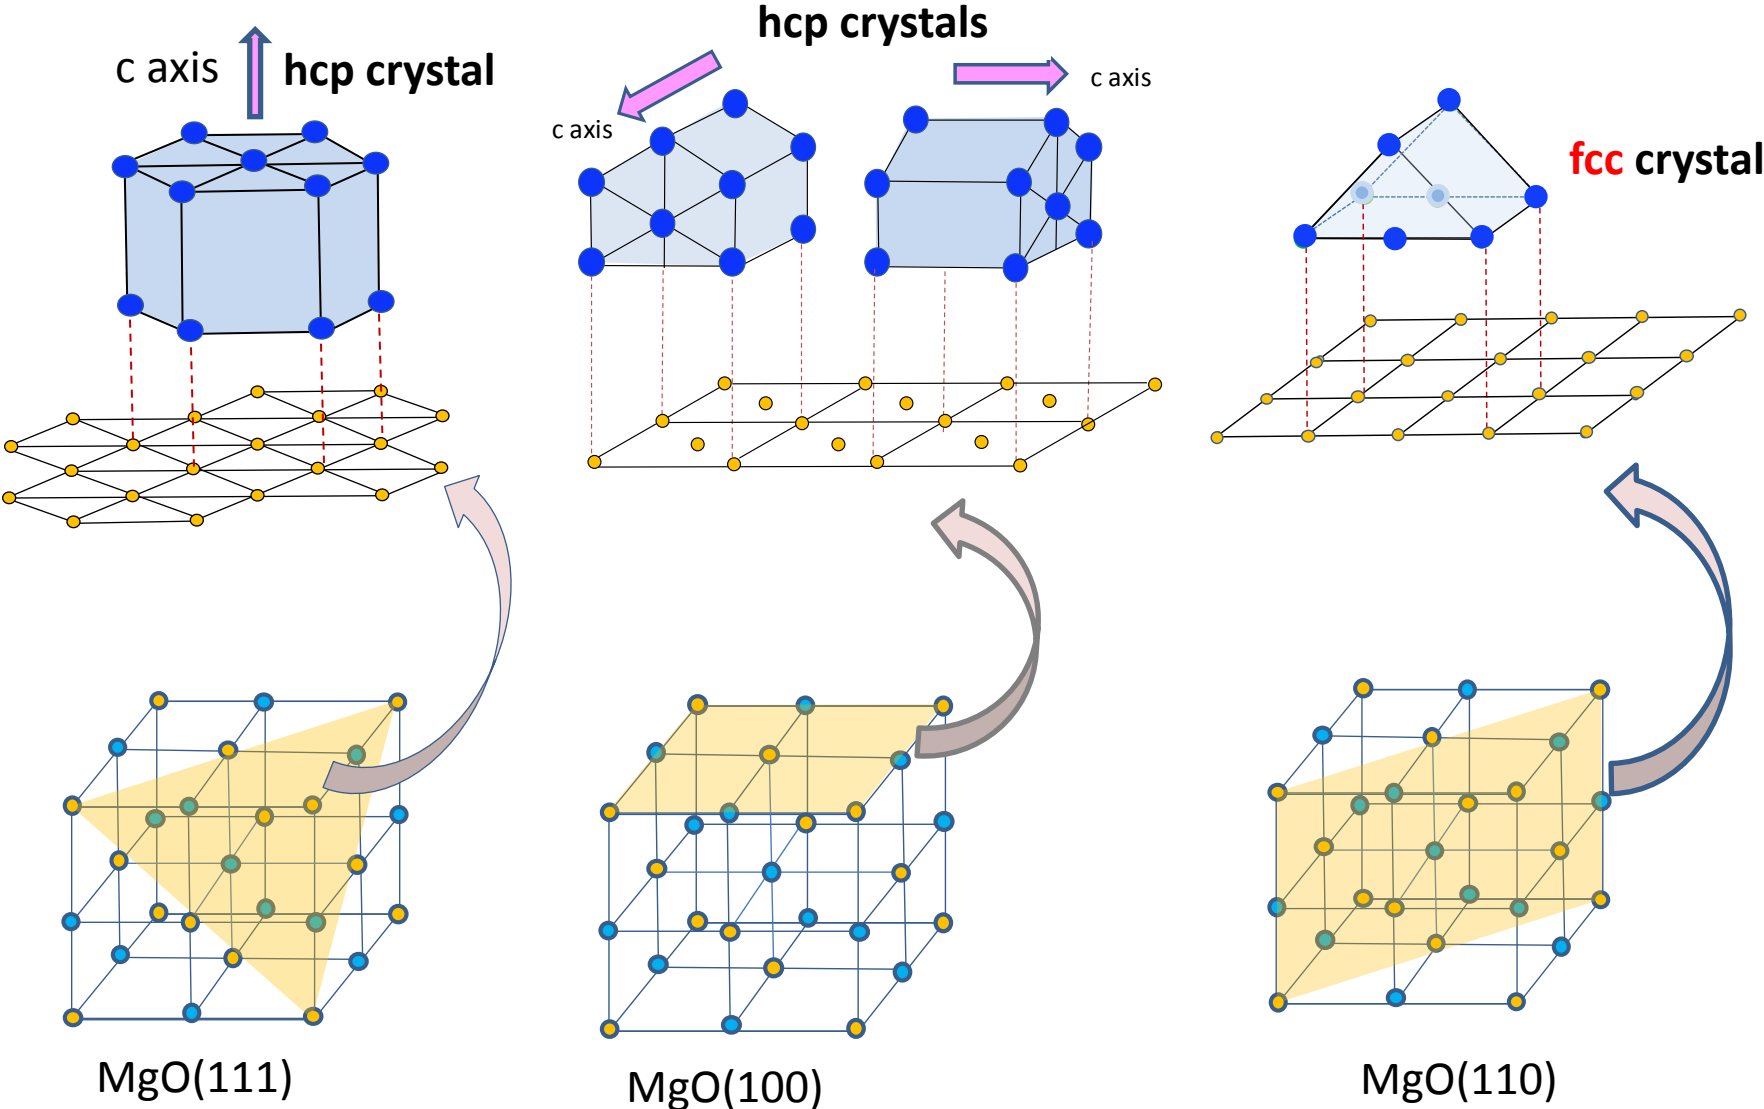 hcp crystals
c axis
hcp crystal
c axis
c axis
fcc crystal
MgO(111)
MgO(100)
MgO(110)